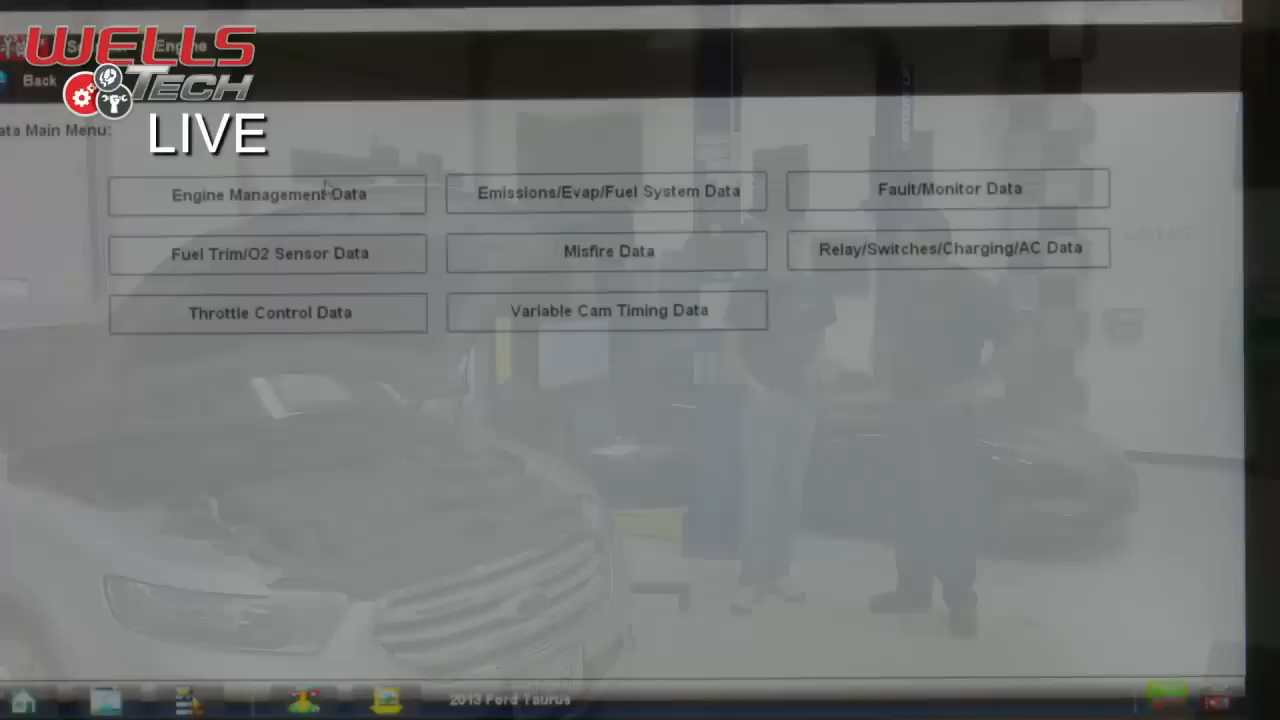 WELLS
TECH
LIVE
Engine
Back
ata Main Menu:
Engine Management Data
Emissions/Evap/Fuel System Data
Fault/Monitor Data
Fuel Trim/O2 Sensor Data
Misfire Data
Relay/Switches/Charging/AC Data
Throttle Control Data
Variable Cam Timing Data
2013 Ford Taurus